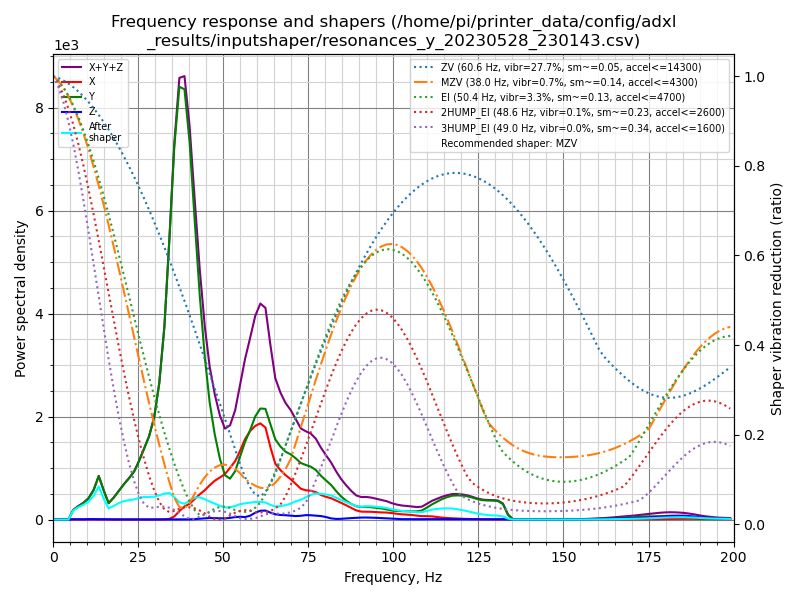 Frequency response and shapers (/home/pi/printer_data/config/adxl
_results/inputshaper/resonances_y_20230528_230143.csv)
1e3
X+Y+Z
X
Y
Z
After
shaper
ZV (60.6 Hz, vibr=27.7%, sm~=0.05, accel<=14300)
MZV (38.0 Hz, vibr=0.7%, sm~=0.14, accel<=4300)
EI (50.4 Hz, vibr=3.3%, sm~=0.13, accel<=4700)
2HUMP_EI (48.6 Hz, vibr=0.1%, sm~=0.23, accel<=2600)
3HUMP_EI (49.0 Hz, vibr=0.0%, sm~=0.34, accel<=1600)
Recommended shaper: MZV
Power spectral density
8
6
4
2
0
1.0
0.8
0.6
0.4
0.2
0.0
Shaper vibration reduction (ratio)
0 25 50 75 100 125 150 175 200
Frequency, Hz